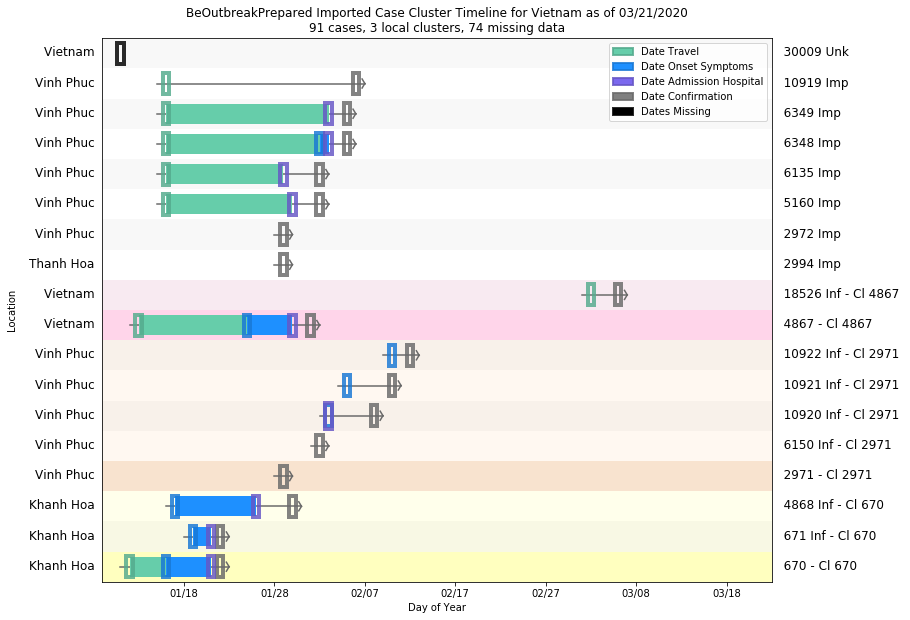 BeOutbreakPrepared Imported Case Cluster Timeline for Vietnam as of 03/21/2020
91 cases, 3 local clusters, 74 missing data
Date Travel
Date Onset Symptoms
Date Admission Hospital
Date Confirmation
Dates Missing
Location
Vietnam 30009 Unk
Vinh Phuc 10919 Imp
Vinh Phuc 6349 Imp
Vinh Phuc 6348 Imp
Vinh Phuc 6135 Imp
Vinh Phuc 5160 Imp
Vinh Phuc 2972 Imp
Thanh Hoa 2994 Imp
Vietnam 18526 Inf - Cl 4867
Vietnam 4867 - Cl 4867
Vinh Phuc 10922 Inf - Cl 2971
Vinh Phuc 10921 Inf - Cl 2971
Vinh Phuc 10920 Inf - Cl 2971
Vinh Phuc 6150 Inf - Cl 2971
Vinh Phuc 2971 - Cl 2971
Khanh Hoa 4868 Inf - Cl 670
Khanh Hoa 671 Inf - Cl 670
Khanh Hoa 670 - Cl 670
01/18 01/28 02/07 02/17 02/27 03/08 03/18
Day of Year